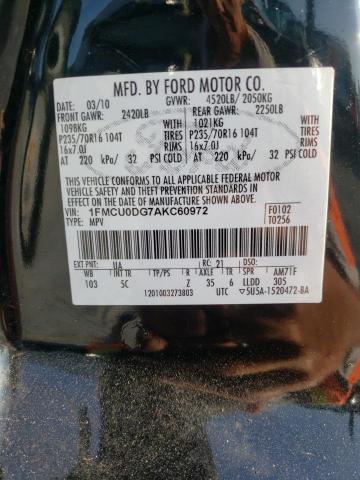 MFD. BY FORD MOTOR CO.
DATE: 03/10 GVWR: 4520LB/ 2050KG
FRONT GAWR: 2420LB REAR GAWR: 2250LB
1098KG 1021KG
P235/70R16 104T TIRES P235/70R16 104T TIRES
16x7.0J RIMS 16x7.0J RIMS
AT 220 kPa/ 32 PSI COLD AT 220 kPa/ 32 PSI COLD
THIS VEHICLE CONFORMS TO ALL APPLICABLE FEDERAL MOTOR
VEHICLE SAFETY AND THEFT PREVENTION STANDARDS IN EFFECT ON
THE DATE OF MANUFACTURE SHOWN ABOVE.
VIN: 1FMCU0DG7AKC60972 F0102
TYPE: MPV T0256
EXT PNT: UA RC: 21 DSO:
WB INT TR TP/PS R AXLE TR SPR AM71F
103 5C Z 35 6 LLDD 305
1201003273803 UTC ▽5U5A-1520472-BA